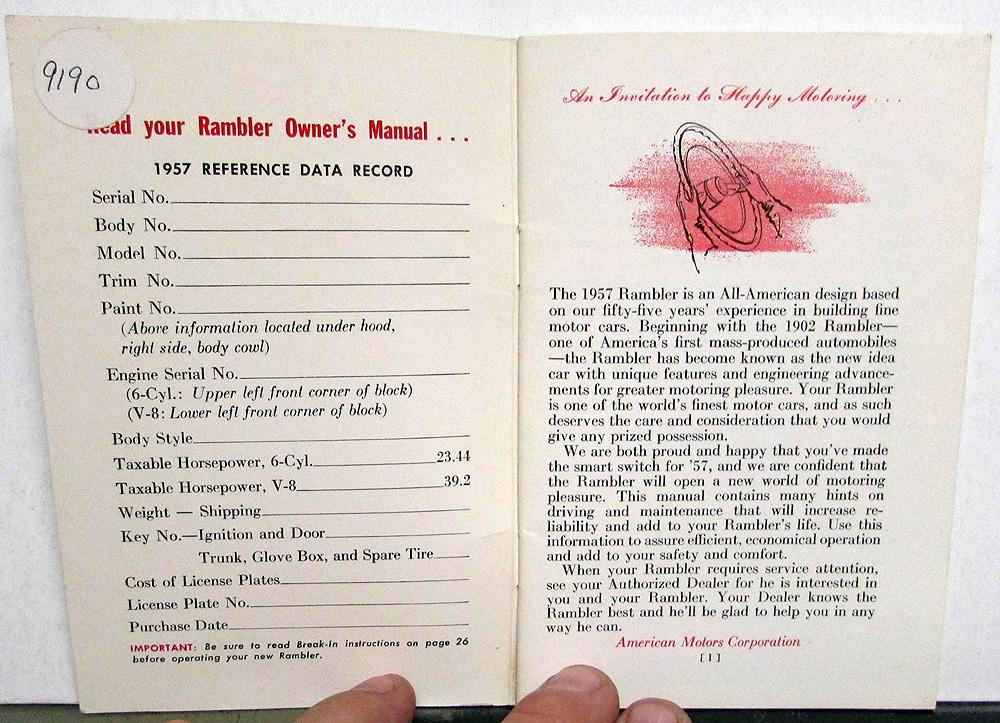 9190
Read your Rambler Owner's Manual . . .
1957 REFERENCE DATA RECORD
Serial No.
Body No.
Model No.
Trim No.
Paint No.
(Above information located under hood,
right side, body cowl)
Engine Serial No.
(6-Cyl.: Upper left front corner of block)
(V-8: Lower left front corner of block)
Body Style
Taxable Horsepower, 6-Cyl. 23.44
Taxable Horsepower, V-8 39.2
Weight — Shipping
Key No.—Ignition and Door
Trunk, Glove Box, and Spare Tire
Cost of License Plates
License Plate No.
Purchase Date
IMPORTANT: Be sure to read Break-In instructions on page 26
before operating your new Rambler.
An Invitation to Happy Motoring . . .
The 1957 Rambler is an All-American design based
on our fifty-five years' experience in building fine
motor cars. Beginning with the 1902 Rambler—
one of America's first mass-produced automobiles
—the Rambler has become known as the new idea
car with unique features and engineering advance-
ments for greater motoring pleasure. Your Rambler
is one of the world's finest motor cars, and as such
deserves the care and consideration that you would
give any prized possession.
We are both proud and happy that you've made
the smart switch for '57, and we are confident that
the Rambler will open a new world of motoring
pleasure. This manual contains many hints on
driving and maintenance that will increase re-
liability and add to your Rambler's life. Use this
information to assure efficient, economical operation
and add to your safety and comfort.
When your Rambler requires service attention,
see your Authorized Dealer for he is interested in
you and your Rambler. Your Dealer knows the
Rambler best and he'll be glad to help you in any
way he can.
American Motors Corporation
[1]